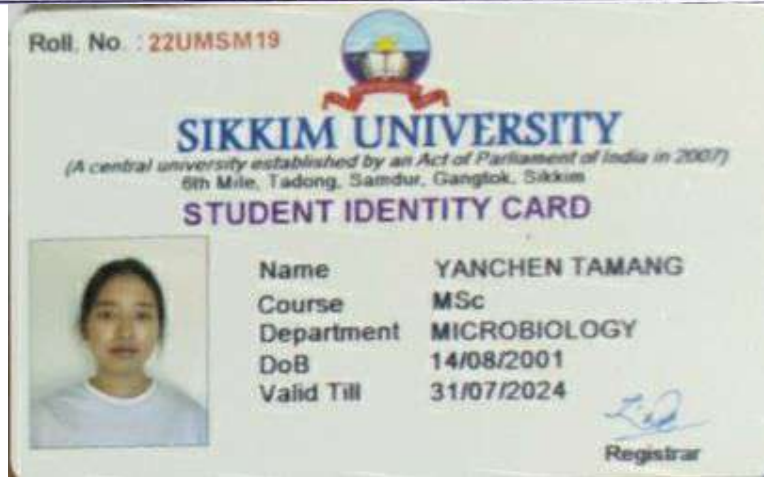 Roll. No. : 22UMSM19
SIKKIM UNIVERSITY
(A central university established by an Act of Parliament of India in 2007)
6th Mile, Tadong, Samdur, Gangtok, Sikkim
STUDENT IDENTITY CARD
Name YANCHEN TAMANG
Course MSc
Department MICROBIOLOGY
DoB 14/08/2001
Valid Till 31/07/2024
Registrar